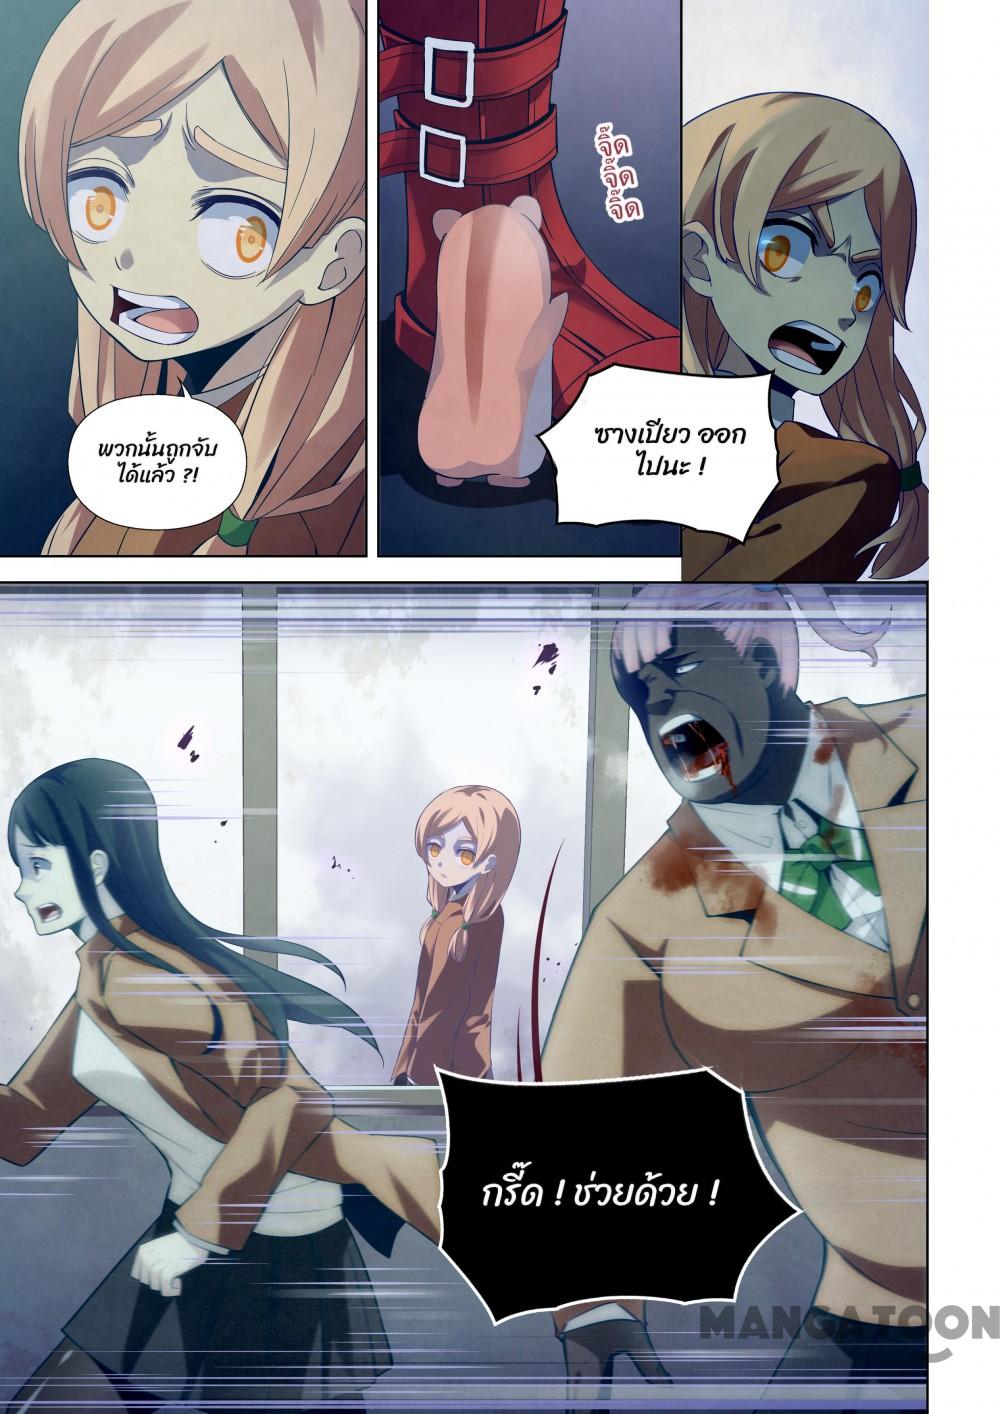 พวกนั้นถูกจับ
ได้แล้ว ?!
จี๊ด
จี๊ด
จี๊ด
ซางเปียว ออก
ไปนะ !
กรี๊ด ! ช่วยด้วย !
MANGATOON